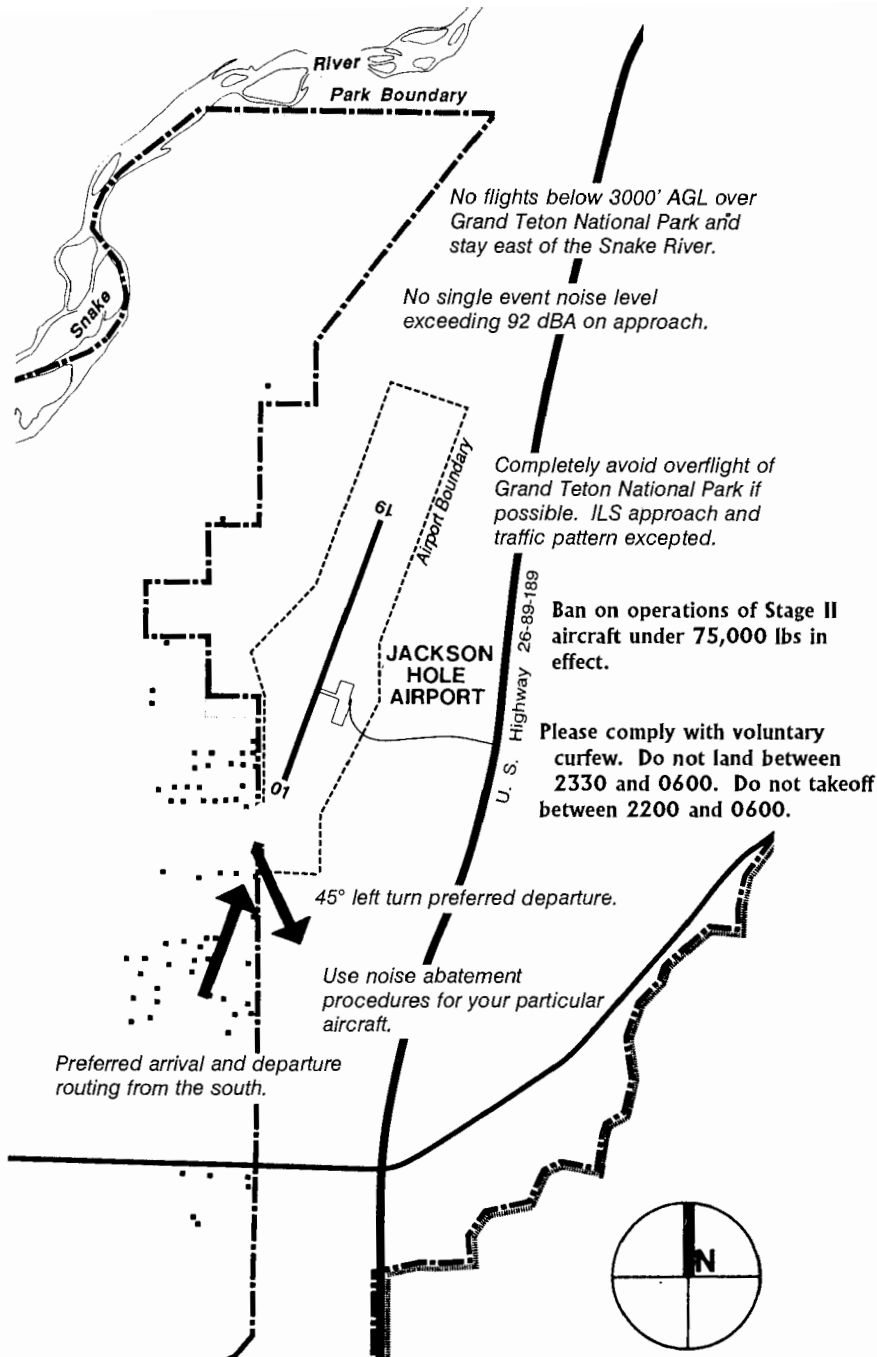 River
Park Boundary
No flights below 3000' AGL over
Grand Teton National Park and
stay east of the Snake River.
Snake
No single event noise level
exceeding 92 dBA on approach.
Completely avoid overflight of
Grand Teton National Park if
possible. ILS approach and
traffic pattern excepted.
19
Airport Boundary
U. S. Highway 26-89-189
Ban on operations of Stage II
aircraft under 75,000 lbs in
effect.
JACKSON
HOLE
AIRPORT
Please comply with voluntary
curfew. Do not land between
2330 and 0600. Do not takeoff
between 2200 and 0600.
01
45° left turn preferred departure.
Use noise abatement
procedures for your particular
aircraft.
Preferred arrival and departure
routing from the south.
N